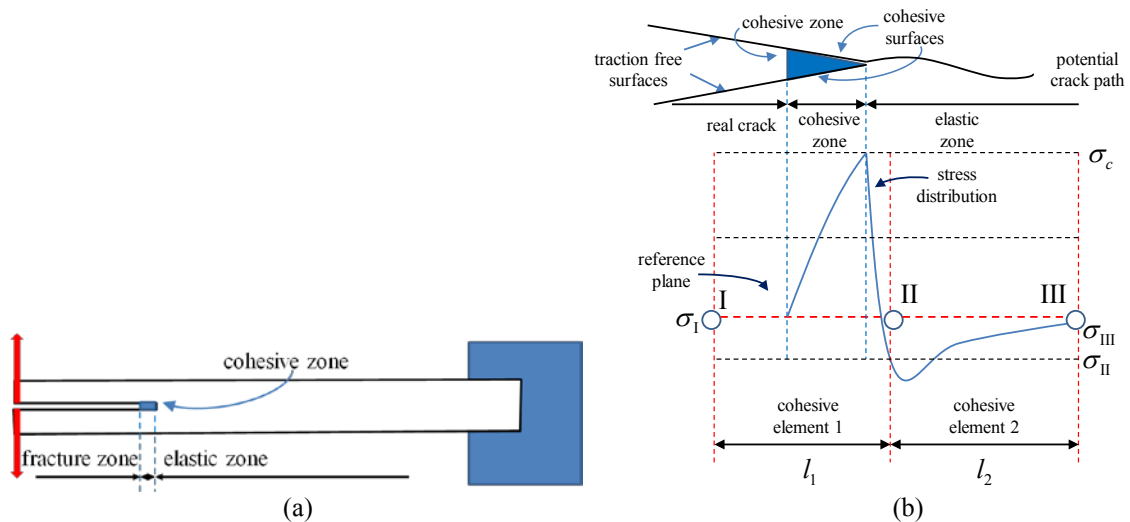 cohesive zone
fracture zone
elastic zone
(a)
cohesive zone
cohesive
surfaces
traction free
surfaces
potential
crack path
real crack
cohesive
zone
elastic
zone
σc
stress
distribution
reference
plane
I
II
III
σI
σIII
σII
cohesive
element 1
cohesive
element 2
l1
l2
(b)